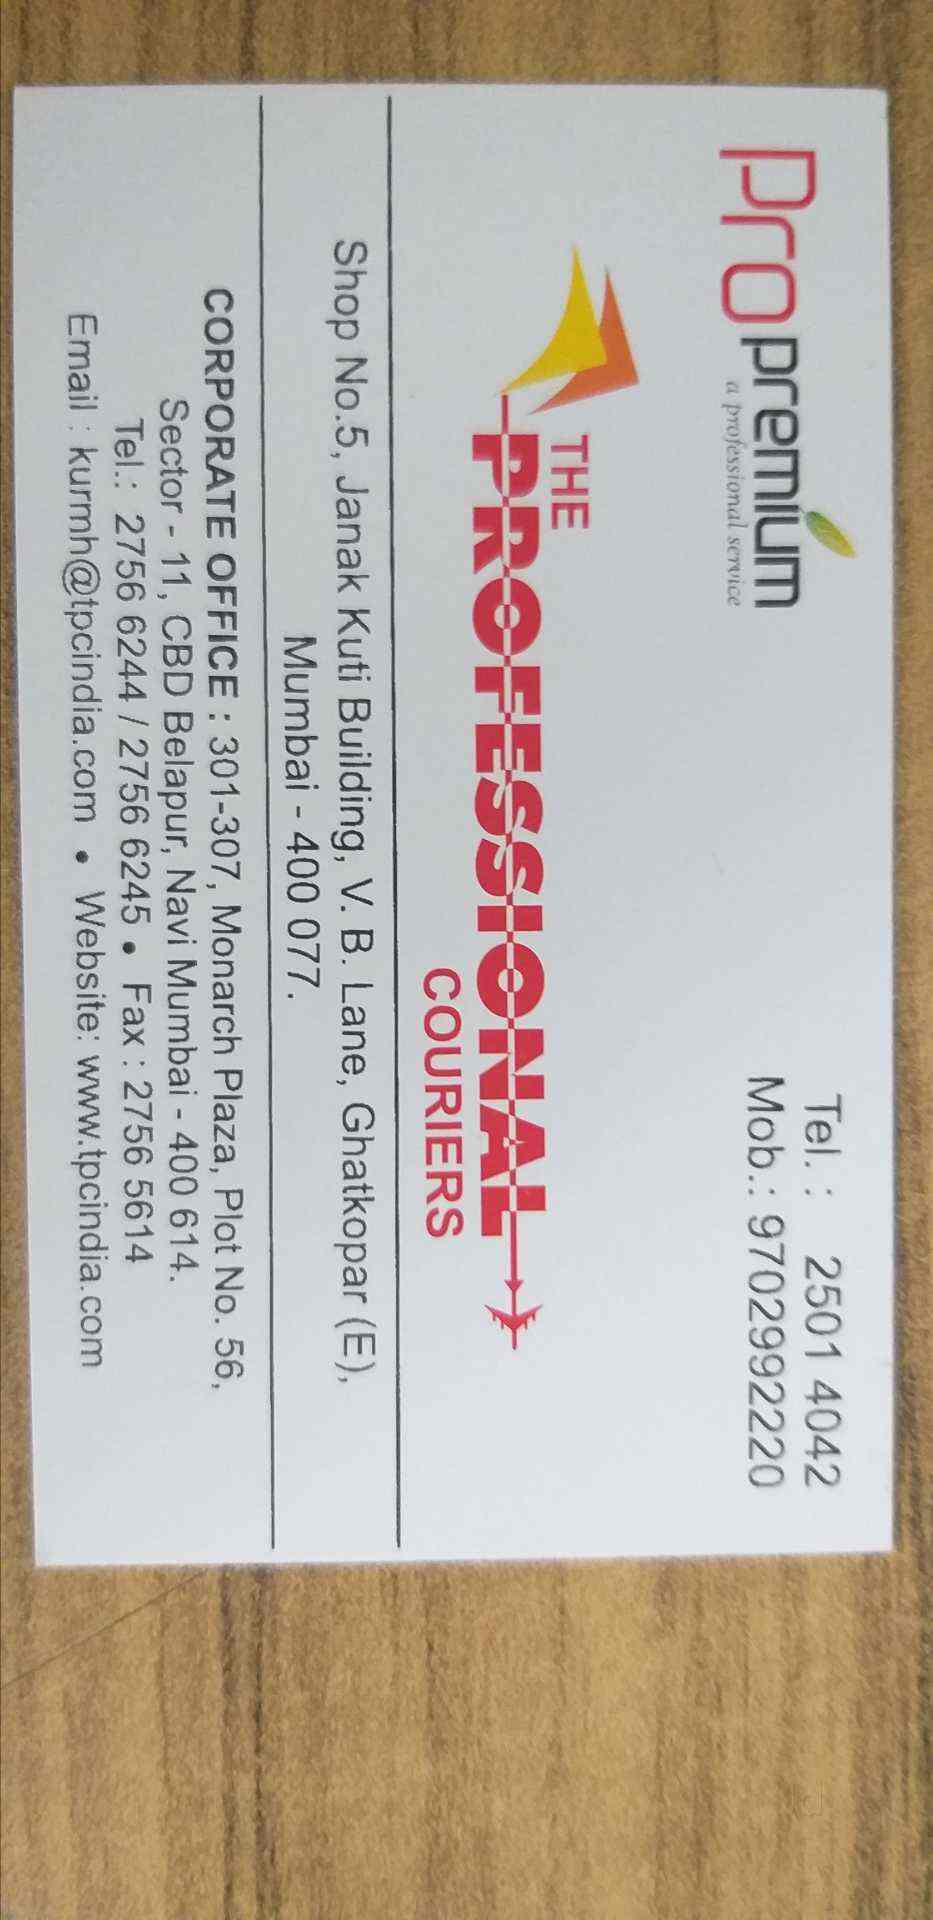 Pro premium
a professional service
Tel. : 2501 4042
Mob.: 9702992220
THE
PROFESSIONAL
COURIERS
Shop No.5, Janak Kuti Building, V. B. Lane, Ghatkopar (E),
Mumbai - 400 077.
CORPORATE OFFICE : 301-307, Monarch Plaza, Plot No. 56,
Sector - 11, CBD Belapur, Navi Mumbai - 400 614.
Tel.: 2756 6244 / 2756 6245 • Fax : 2756 5614
Email : kurmh@tpcindia.com • Website: www.tpcindia.com